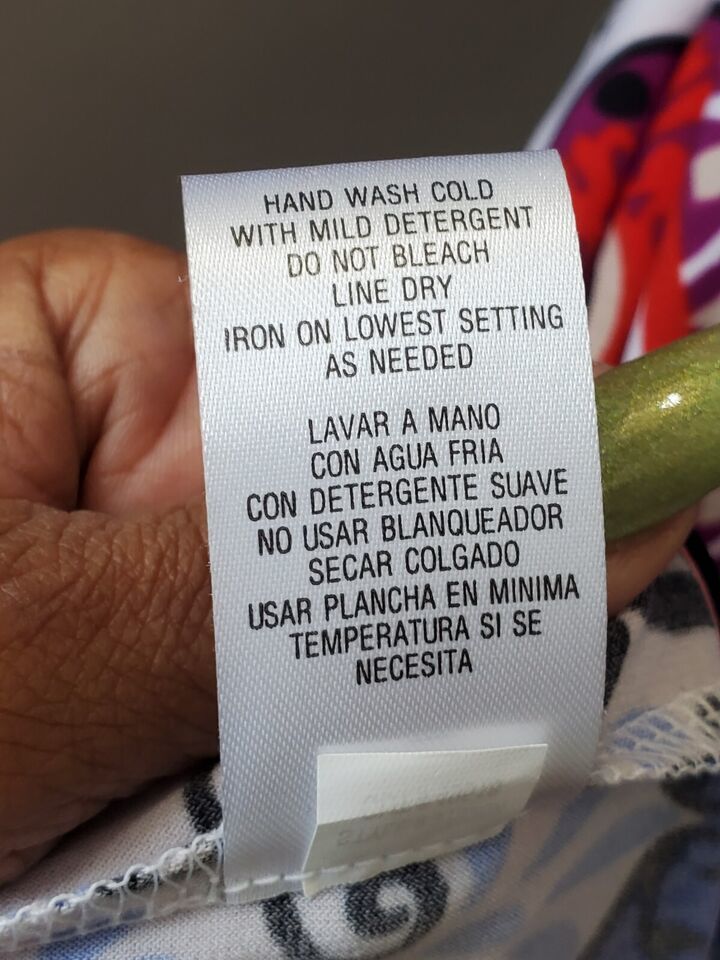 HAND WASH COLD
WITH MILD DETERGENT
DO NOT BLEACH
LINE DRY
IRON ON LOWEST SETTING
AS NEEDED
LAVAR A MANO
CON AGUA FRIA
CON DETERGENTE SUAVE
NO USAR BLANQUEADOR
SECAR COLGADO
USAR PLANCHA EN MINIMA
TEMPERATURA SI SE
NECESITA